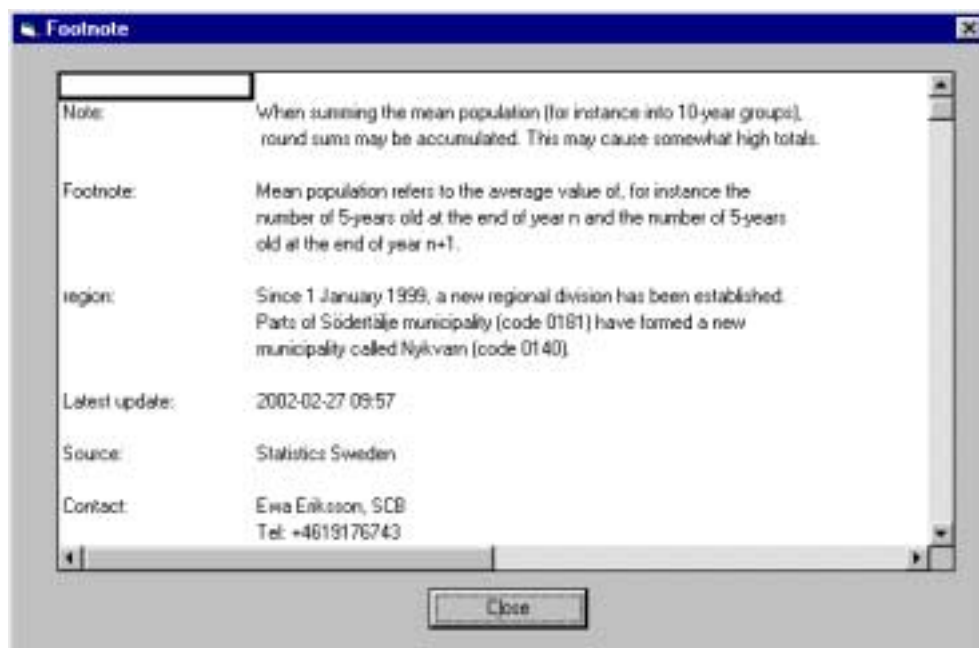 Footnote
Note: When summing the mean population (for instance into 10-year groups),
round sums may be accumulated. This may cause somewhat high totals.
Footnote: Mean population refers to the average value of, for instance the
number of 5-years old at the end of year n and the number of 5-years
old at the end of year n+1.
region: Since 1 January 1999, a new regional division has been established.
Parts of Södertälje municipality (code 0181) have formed a new
municipality called Nykvarn (code 0140).
Latest update: 2002-02-27 09:57
Source: Statistics Sweden
Contact: Ewa Eriksson, SCB
Tel: +4619176743
Close